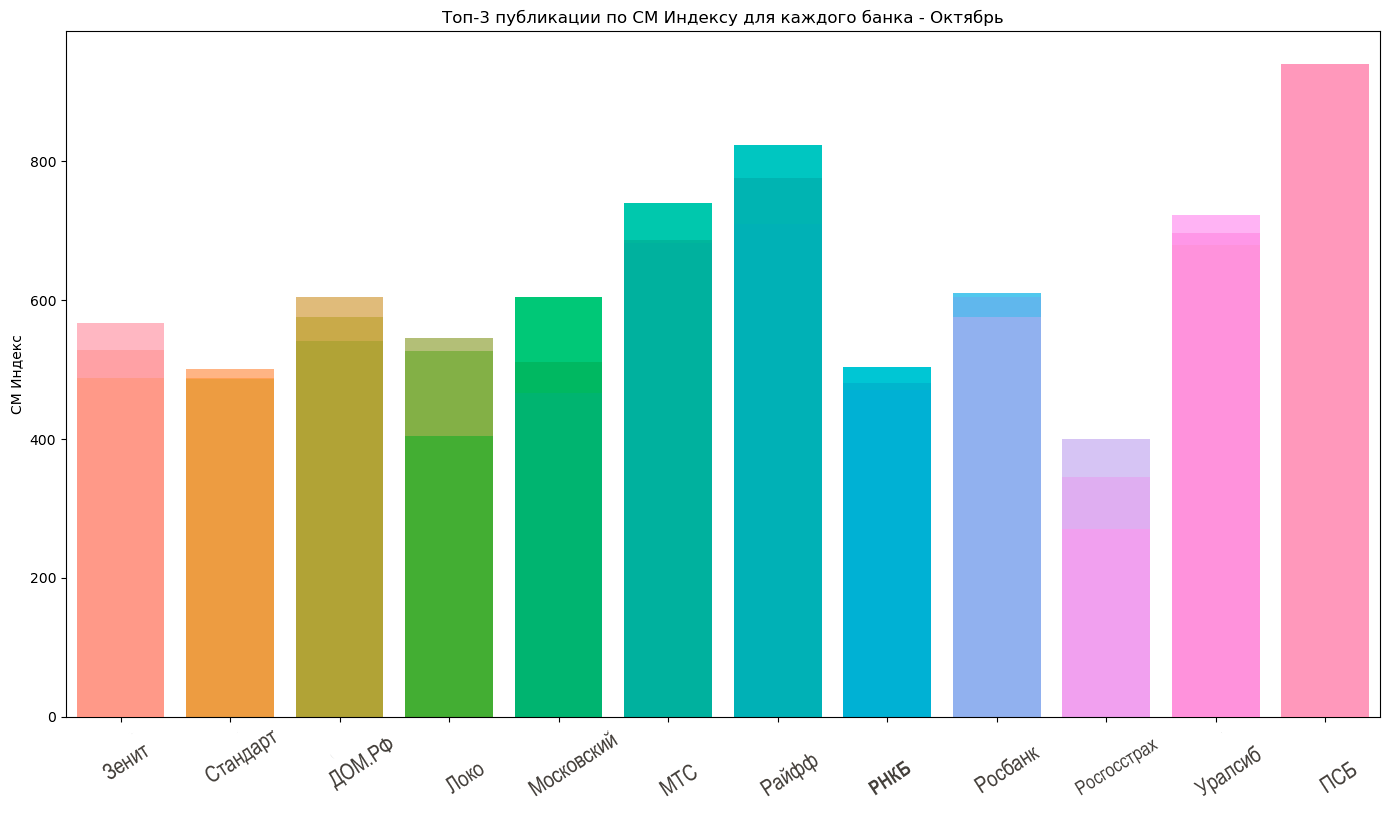 Топ-3 публикации по СМ Индексу для каждого банка - Октябрь
СМ Индекс
800
600
400
200
0
Зенит
Стандарт
ДОМ.РФ
Локо
Московский
МТС
Райфф
РНКБ
Росбанк
Росгосстрах
Уралсиб
ПСБ